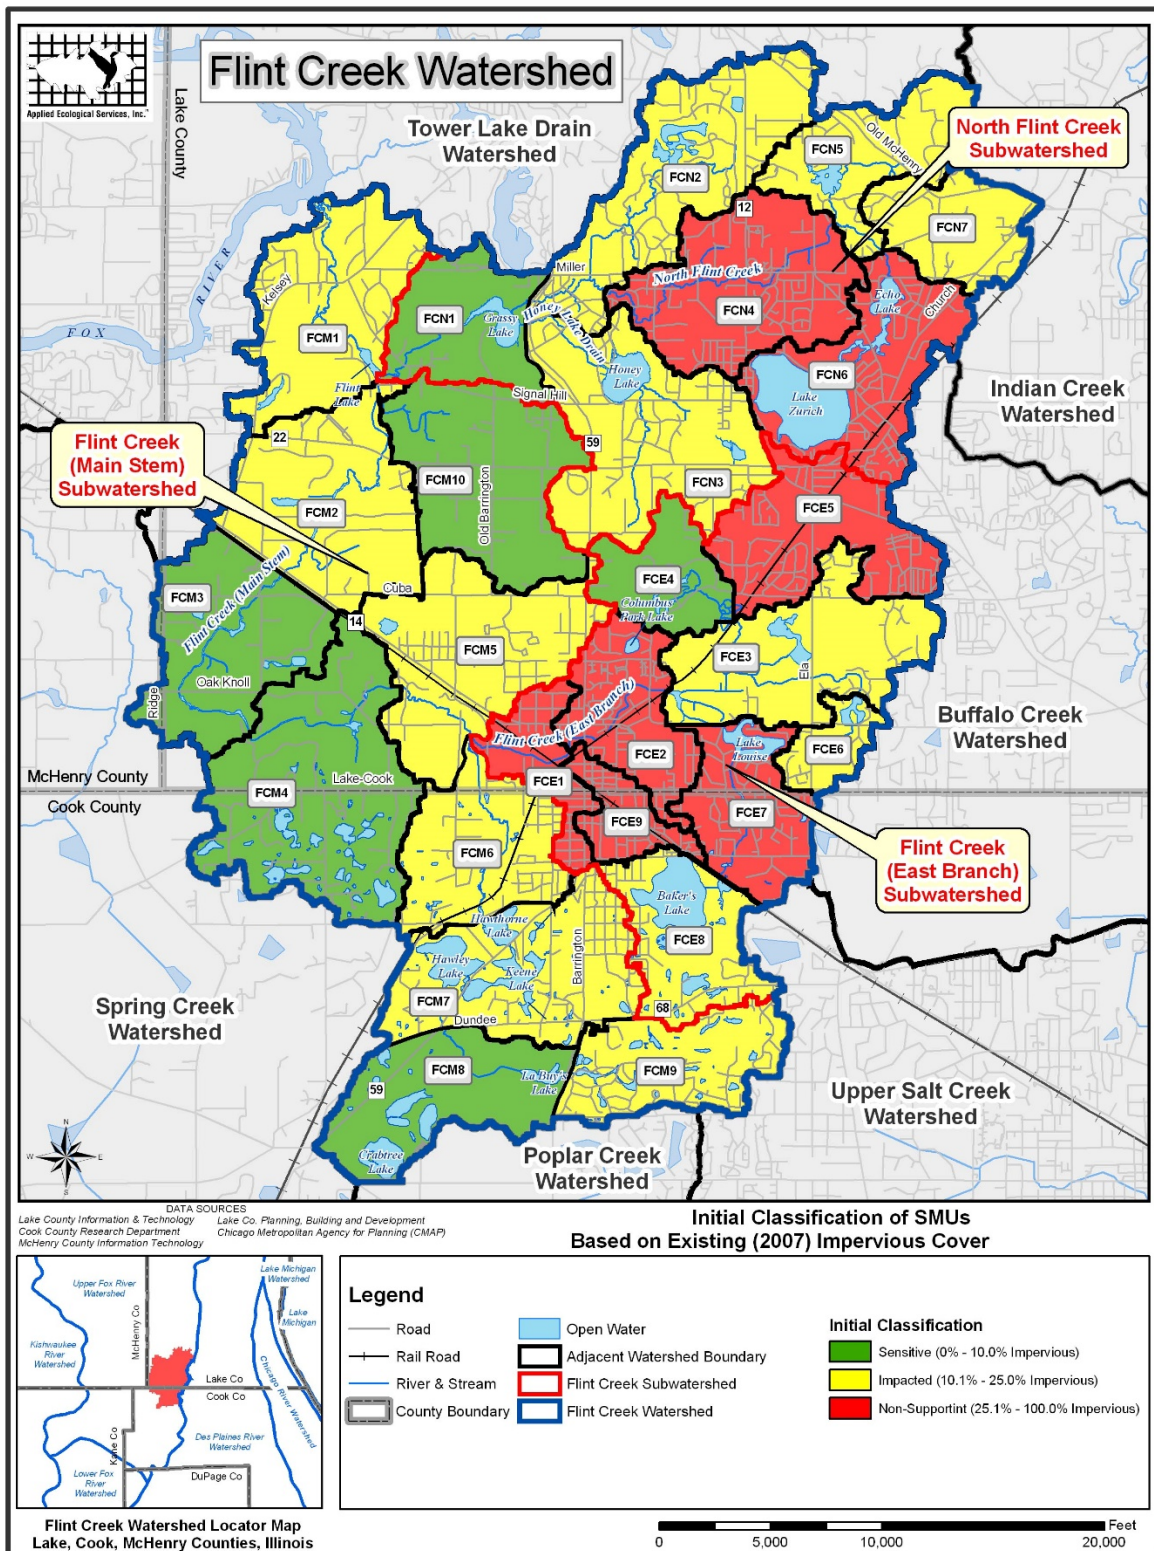 Applied Ecological Services, Inc.™
Flint Creek Watershed
Lake County
Tower Lake Drain
Watershed
North Flint Creek
Subwatershed
FCN5
Old McHenry
FCN2
12
FCN7
RIVER
FOX
Kelsey
Miller
North Flint Creek
FCN1
Grassy
Lake
Honey Lake Drain
FCN4
Echo
Lake
Church
FCM1
Honey
Lake
FCN6
Flint
Lake
Signal Hill
Lake
Zurich
Indian Creek
Watershed
Flint Creek
(Main Stem)
Subwatershed
22
59
FCM10
FCN3
Old Barrington
FCM2
FCE5
Flint Creek (Main Stem)
FCM3
Cuba
FCE4
Columbus
Park Lake
14
FCM5
FCE3
Ela
Oak Knoll
Ridge
Flint Creek (East Branch)
Buffalo Creek
Watershed
FCE2
Lake
Louise
FCE6
McHenry County
Cook County
Lake-Cook
FCM4
FCE1
FCE7
FCE9
FCM6
Flint Creek
(East Branch)
Subwatershed
Baker's
Lake
Hawthorne
Lake
FCE8
Hawley
Lake
Keene
Lake
Barrington
Spring Creek
Watershed
FCM7
Dundee
68
FCM8
La Buy's
Lake
FCM9
59
Upper Salt Creek
Watershed
Crabtree
Lake
Poplar Creek
Watershed
N
W E
S
DATA SOURCES
Lake County Information & Technology Lake Co. Planning, Building and Development
Cook County Research Department Chicago Metropolitan Agency for Planning (CMAP)
McHenry County Information Technology
Initial Classification of SMUs
Based on Existing (2007) Impervious Cover
Upper Fox River
Watershed
McHenry Co
Lake Michigan
Watershed
Lake
Michigan
Kishwaukee
River
Watershed
Lake Co
Cook Co
Chicago River Watershed
Kane Co
Des Plaines River
Watershed
Lower Fox
River
Watershed
DuPage Co
Flint Creek Watershed Locator Map
Lake, Cook, McHenry Counties, Illinois
Legend
Road
Rail Road
River & Stream
County Boundary
Open Water
Adjacent Watershed Boundary
Flint Creek Subwatershed
Flint Creek Watershed
Initial Classification
Sensitive (0% - 10.0% Impervious)
Impacted (10.1% - 25.0% Impervious)
Non-Supportint (25.1% - 100.0% Impervious)
Feet
0 5,000 10,000 20,000